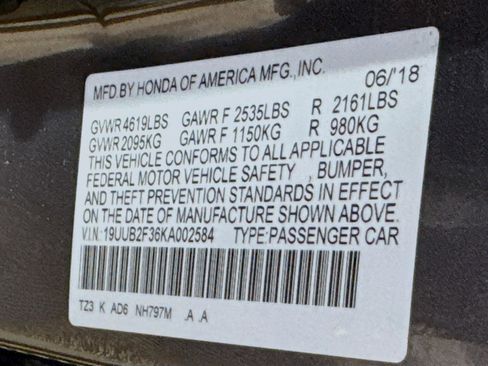 MFD.BY HONDA OF AMERICA MFG.,INC. 06/'18
GVWR 4619LBS GAWR F 2535LBS R 2161LBS
GVWR 2095KG GAWR F 1150KG R 980KG
THIS VEHICLE CONFORMS TO ALL APPLICABLE
FEDERAL MOTOR VEHICLE SAFETY , BUMPER,
AND THEFT PREVENTION STANDARDS IN EFFECT
ON THE DATE OF MANUFACTURE SHOWN ABOVE.
V.I.N.:19UUB2F36KA002584 TYPE:PASSENGER CAR
TZ3 K AD6 NH797M .A .A